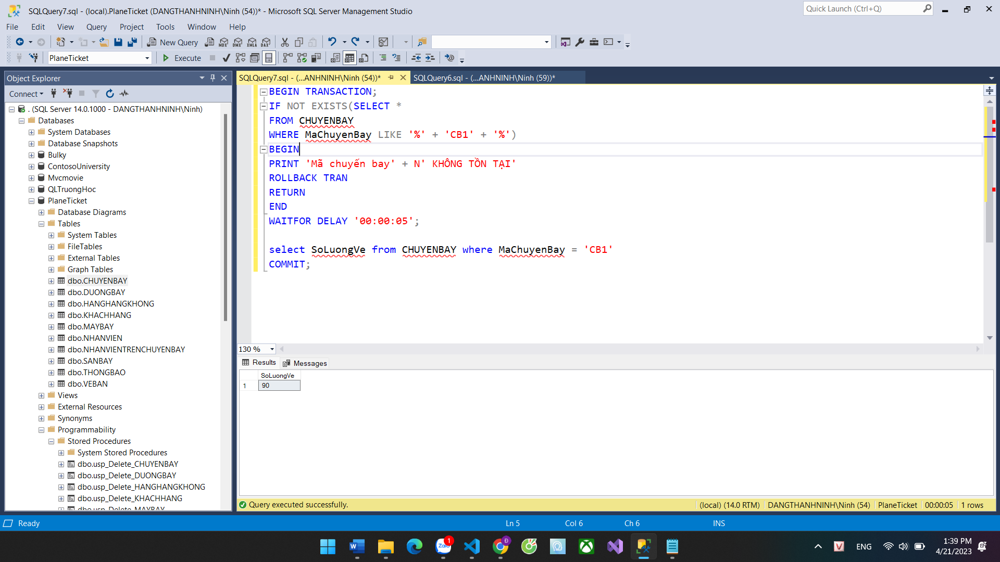 SQLQuery7.sql - (local).PlaneTicket (DANGTHANHNINH\Ninh (54))* - Microsoft SQL Server Management Studio
Quick Launch (Ctrl+Q)
File Edit View Query Project Tools Window Help
New Query MDX DMX XMLA DAX
PlaneTicket Execute
Object Explorer
Connect
. (SQL Server 14.0.1000 - DANGTHANHNINH\Ninh)
Databases
System Databases
Database Snapshots
Bulky
ContosoUniversity
Mvcmovie
QLTruongHoc
PlaneTicket
Database Diagrams
Tables
System Tables
FileTables
External Tables
Graph Tables
dbo.CHUYENBAY
dbo.DUONGBAY
dbo.HANGHANGKHONG
dbo.KHACHHANG
dbo.MAYBAY
dbo.NHANVIEN
dbo.NHANVIENTRENCHUYENBAY
dbo.SANBAY
dbo.THONGBAO
dbo.VEBAN
Views
External Resources
Synonyms
Programmability
Stored Procedures
System Stored Procedures
dbo.usp_Delete_CHUYENBAY
dbo.usp_Delete_DUONGBAY
dbo.usp_Delete_HANGHANGKHONG
dbo.usp_Delete_KHACHHANG
dbo.usp_Delete_MAYBAY
SQLQuery7.sql - (...ANHNINH\Ninh (54))* SQLQuery6.sql - (...ANHNINH\Ninh (59))*
BEGIN TRANSACTION;
IF NOT EXISTS(SELECT *
FROM CHUYENBAY
WHERE MaChuyenBay LIKE '%' + 'CB1' + '%')
BEGIN
PRINT 'Mã chuyến bay' + N' KHÔNG TỒN TẠI'
ROLLBACK TRAN
RETURN
END
WAITFOR DELAY '00:00:05';
select SoLuongVe from CHUYENBAY where MaChuyenBay = 'CB1'
COMMIT;
130 %
Results Messages
SoLuongVe
1 90
Query executed successfully. (local) (14.0 RTM) DANGTHANHNINH\Ninh (54) PlaneTicket 00:00:05 1 rows
Ready Ln 5 Col 6 Ch 6 INS
Zalo 1 Đ
ENG
1:39 PM
4/21/2023